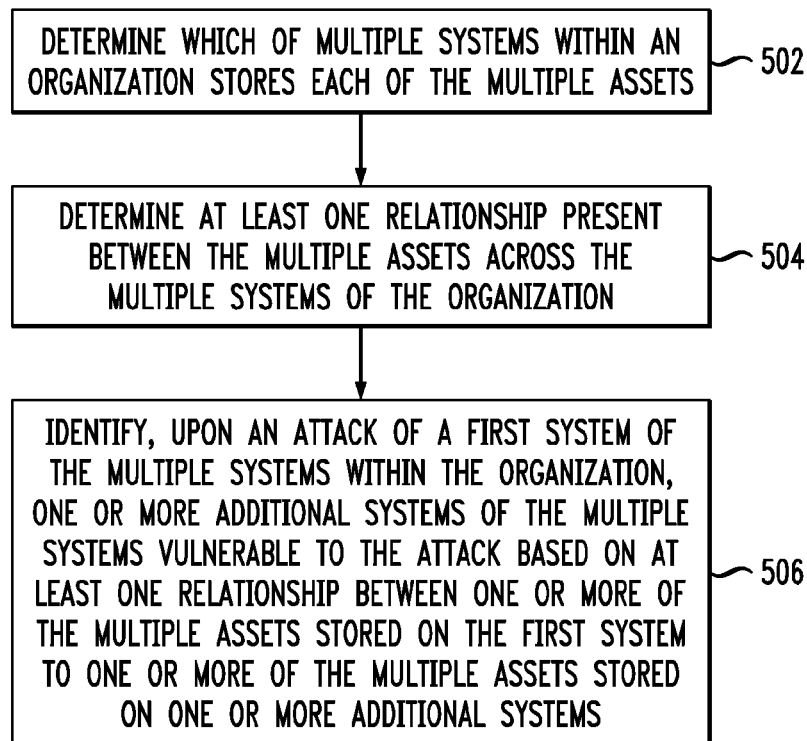 DETERMINE WHICH OF MULTIPLE SYSTEMS WITHIN AN
ORGANIZATION STORES EACH OF THE MULTIPLE ASSETS
502
DETERMINE AT LEAST ONE RELATIONSHIP PRESENT
BETWEEN THE MULTIPLE ASSETS ACROSS THE
MULTIPLE SYSTEMS OF THE ORGANIZATION
504
IDENTIFY, UPON AN ATTACK OF A FIRST SYSTEM OF
THE MULTIPLE SYSTEMS WITHIN THE ORGANIZATION,
ONE OR MORE ADDITIONAL SYSTEMS OF THE MULTIPLE
SYSTEMS VULNERABLE TO THE ATTACK BASED ON AT
LEAST ONE RELATIONSHIP BETWEEN ONE OR MORE OF
THE MULTIPLE ASSETS STORED ON THE FIRST SYSTEM
TO ONE OR MORE OF THE MULTIPLE ASSETS STORED
ON ONE OR MORE ADDITIONAL SYSTEMS
506